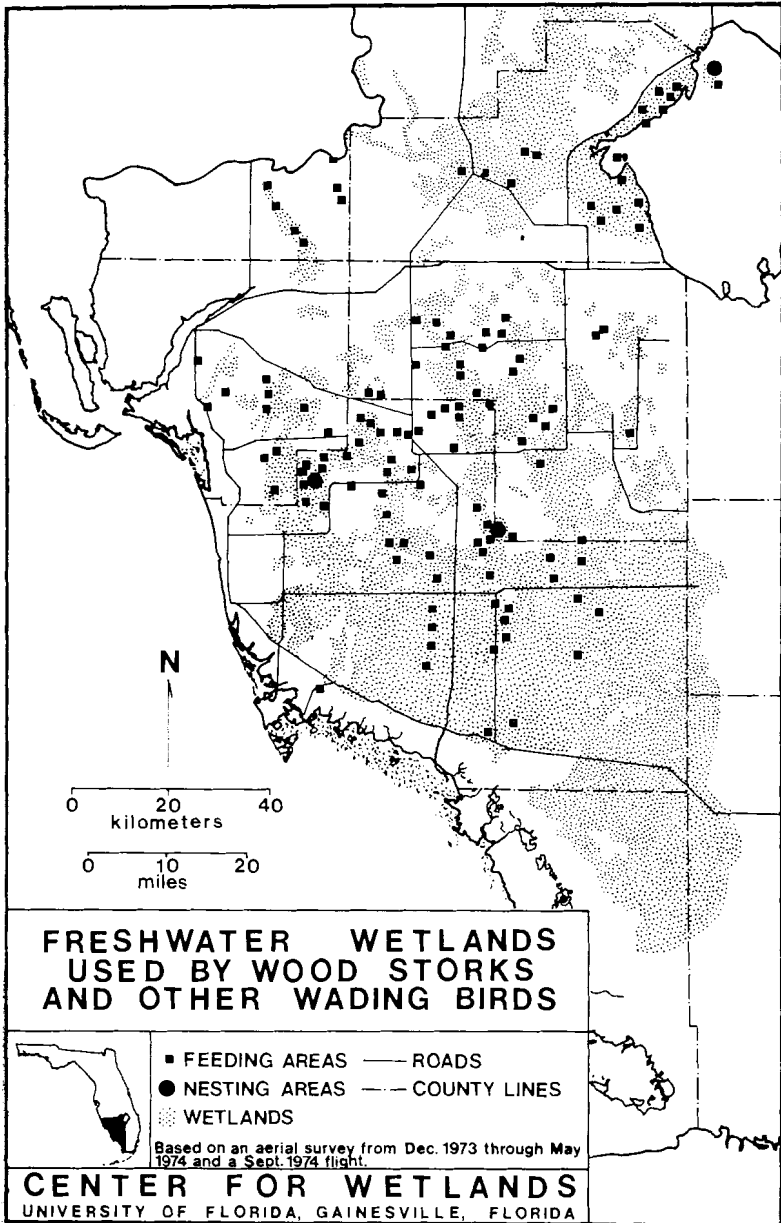 N
0 20 40
kilometers
0 10 20
miles
FRESHWATER WETLANDS
USED BY WOOD STORKS
AND OTHER WADING BIRDS
FEEDING AREAS ROADS
NESTING AREAS COUNTY LINES
WETLANDS
Based on an aerial survey from Dec. 1973 through May
1974 and a Sept. 1974 flight.
CENTER FOR WETLANDS
UNIVERSITY OF FLORIDA, GAINESVILLE, FLORIDA